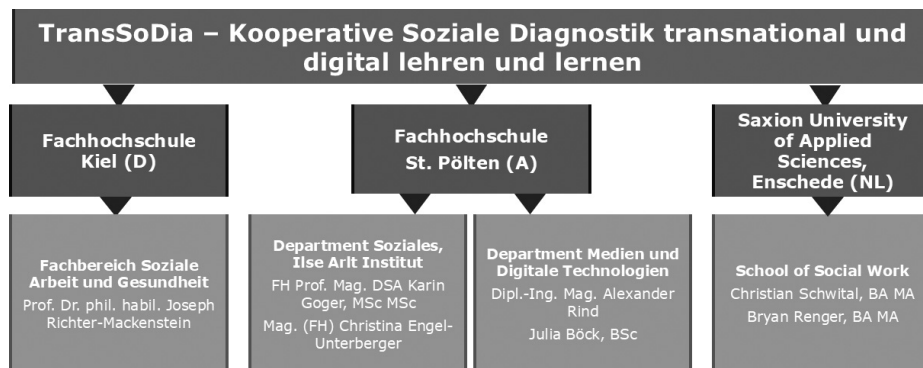 TransSoDia – Kooperative Soziale Diagnostik transnational und
digital lehren und lernen
Fachhochschule
Kiel (D)
Fachhochschule
St. Pölten (A)
Saxion University
of Applied
Sciences,
Enschede (NL)
Fachbereich Soziale
Arbeit und Gesundheit
Prof. Dr. phil. habil. Joseph
Richter-Mackenstein
Department Soziales,
Ilse Arlt Institut
FH Prof. Mag. DSA Karin
Goger, MSc MSc
Mag. (FH) Christina Engel-
Unterberger
Department Medien und
Digitale Technologien
Dipl.-Ing. Mag. Alexander
Rind
Julia Böck, BSc
School of Social Work
Christian Schwital, BA MA
Bryan Renger, BA MA